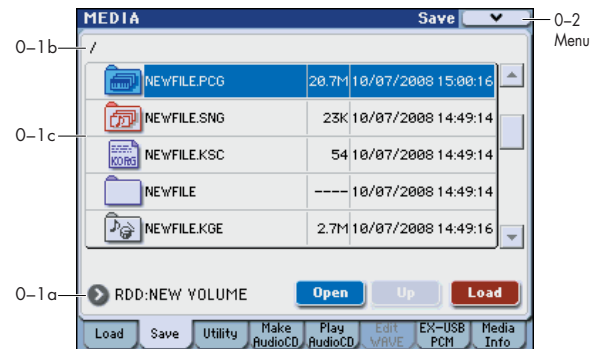 MEDIA Save
0–2
Menu
0–1b
/
NEWFILE.PCG 20.7M 10/07/2008 15:00:16
NEWFILE.SNG 23K 10/07/2008 14:49:14
0–1c
KORG NEWFILE.KSC 54 10/07/2008 14:49:14
NEWFILE ---- 10/07/2008 14:49:14
NEWFILE.KGE 2.7M 10/07/2008 14:49:16
0–1a RDD:NEW VOLUME Open Up Load
Load Save Utility Make AudioCD Play AudioCD Edit WAVE EX-USB PCM Media Info